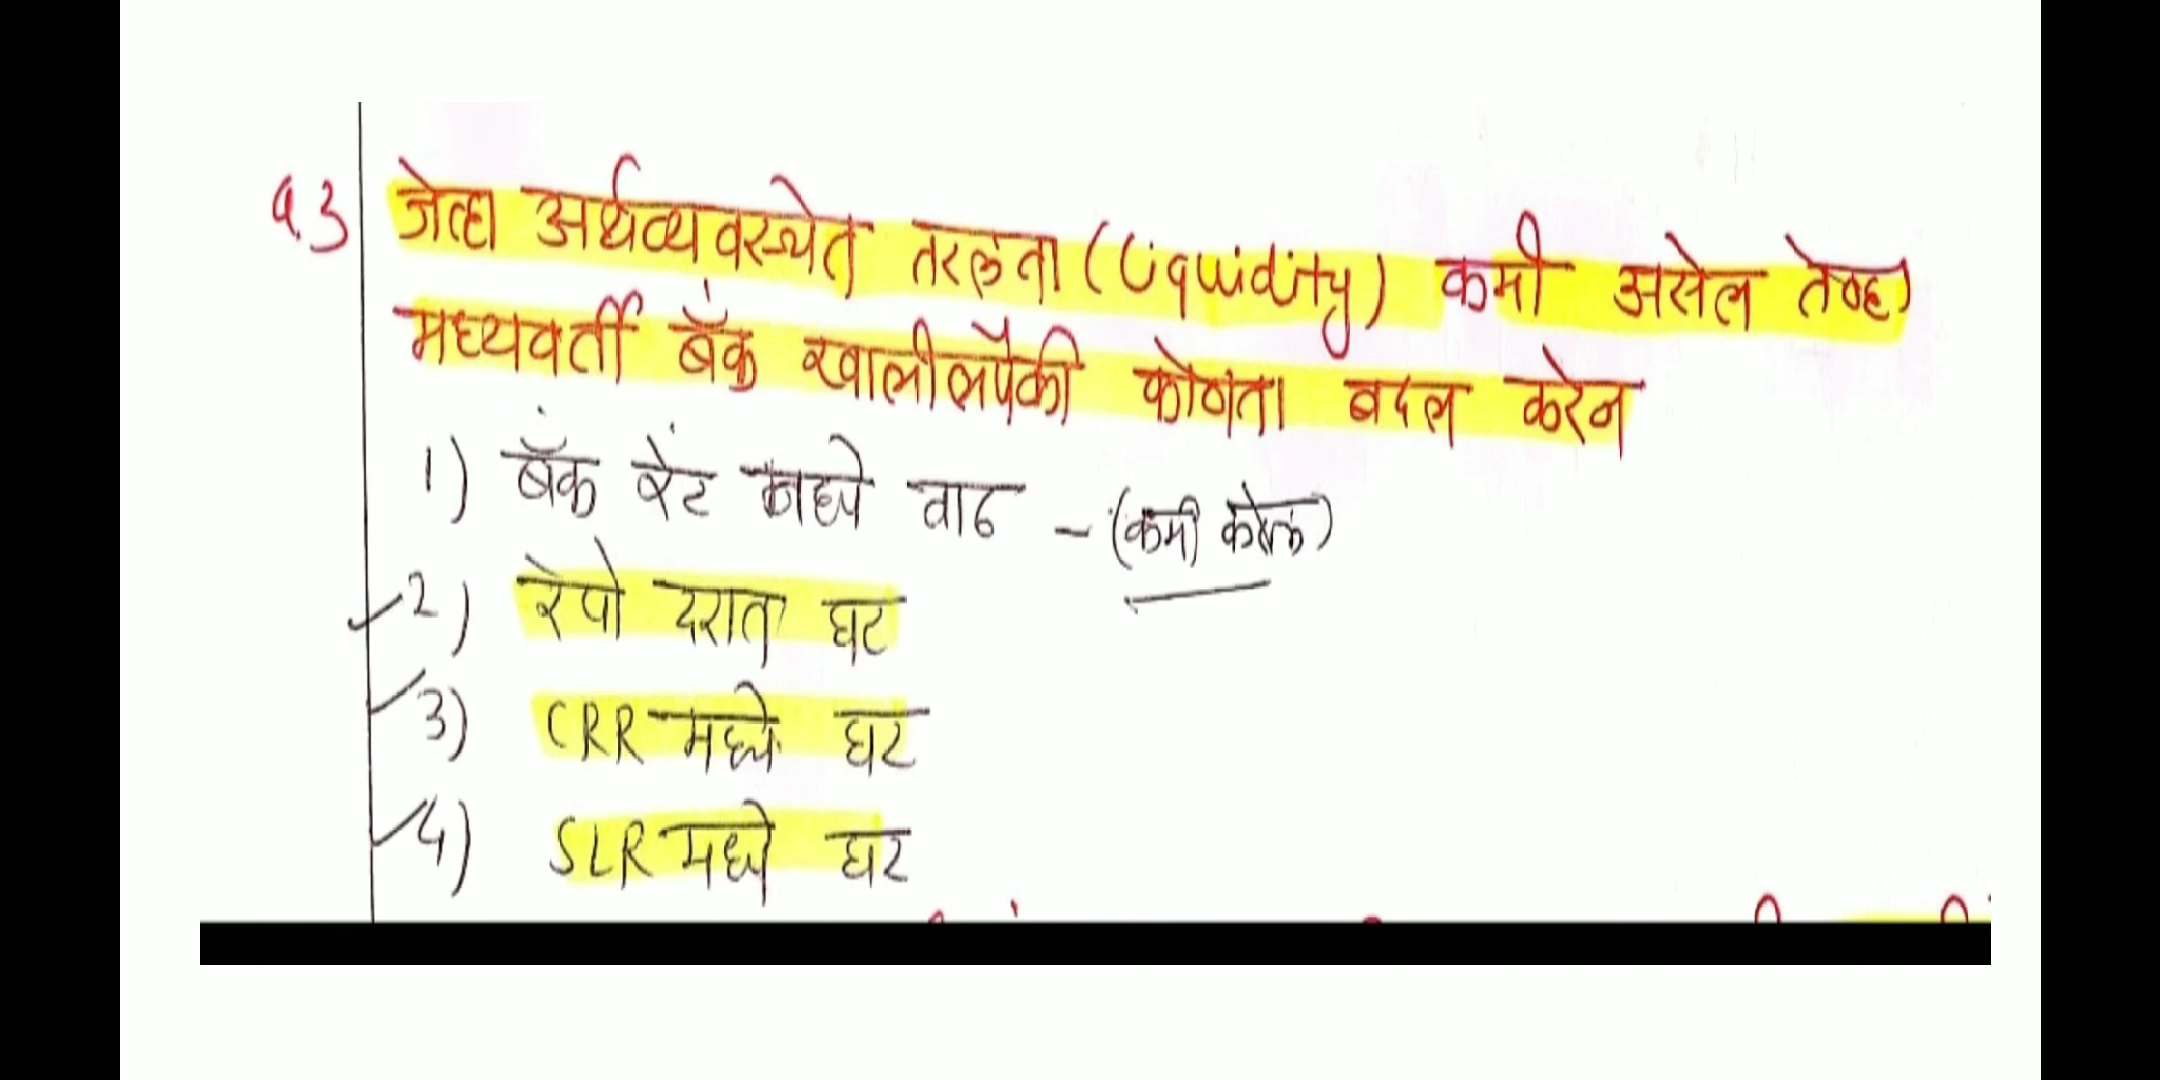 Q.3 जेव्हा अर्थव्यवस्थेत तरलता (Liquidity) कमी असेल तेव्हा
मध्यवर्ती बँक खालीलपैकी कोणता बदल करेल
1) बँक रेट मध्ये वाढ – (कमी करेल)
2) रेपो दरात घट
3) CRR मध्ये घट
4) SLR मध्ये घट